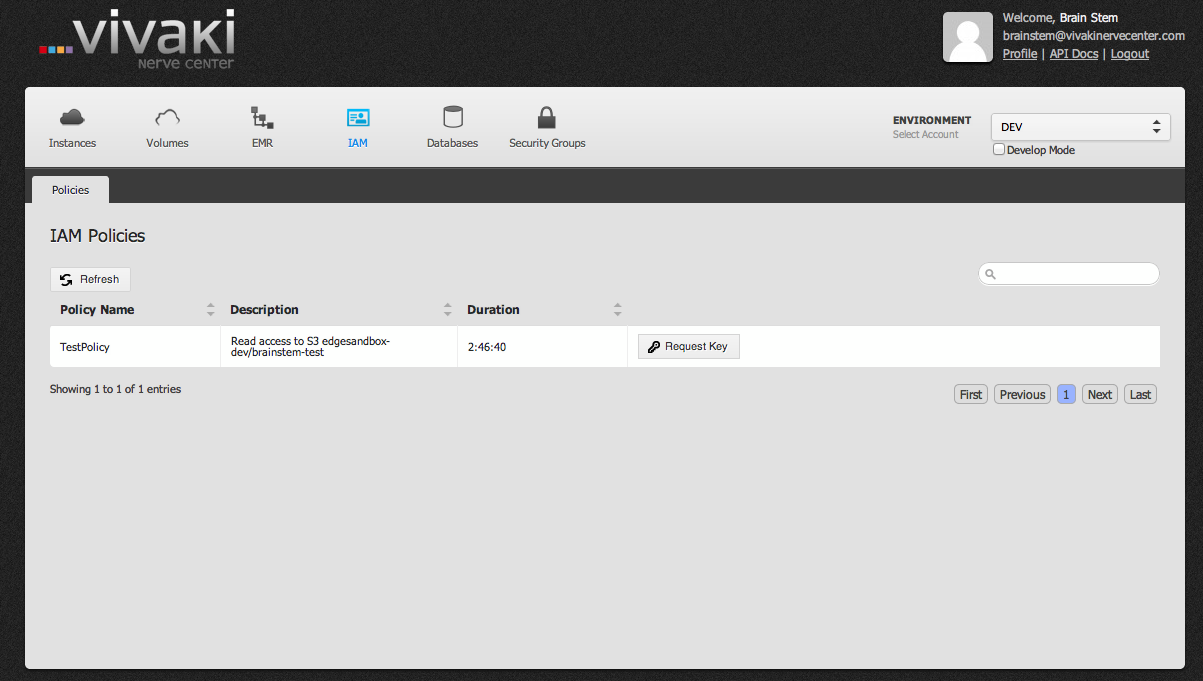 ...vivaki
NERVE CENTER
Welcome, Brain Stem
brainstem@vivakinervecenter.com
Profile | API Docs | Logout
Instances
Volumes
EMR
IAM
Databases
Security Groups
ENVIRONMENT
Select Account
DEV
Develop Mode
Policies
IAM Policies
Refresh
Policy Name
Description
Duration
TestPolicy
Read access to S3 edgesandbox-
dev/brainstem-test
2:46:40
Request Key
Showing 1 to 1 of 1 entries
First
Previous
1
Next
Last